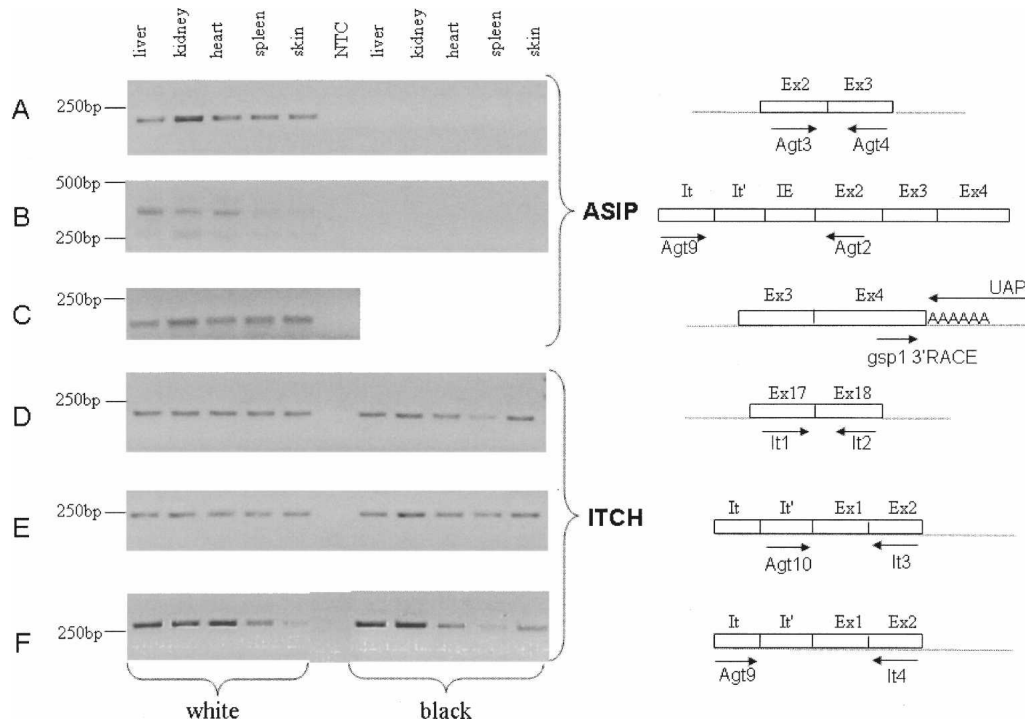 liver kidney heart spleen skin NTC liver kidney heart spleen skin
A
250bp
Ex2 Ex3
Agt3 Agt4
B
500bp
250bp
ASIP
It It' IE Ex2 Ex3 Ex4
Agt9 Agt2
C
250bp
Ex3 Ex4
UAP
AAAAAA
gsp1 3'RACE
D
250bp
Ex17 Ex18
It1 It2
E
250bp
ITCH
It It' Ex1 Ex2
Agt10 It3
F
250bp
It It' Ex1 Ex2
Agt9 It4
white black